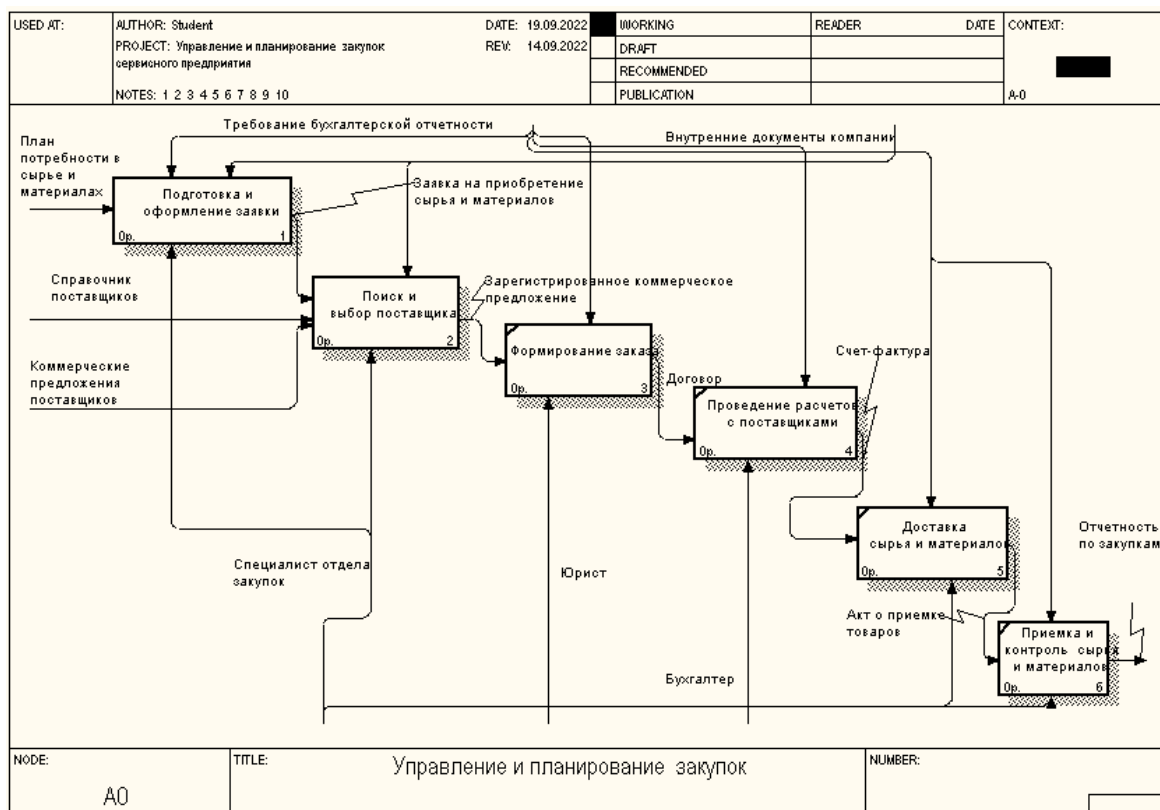 USED AT:
AUTHOR: Student
DATE: 19.09.2022
WORKING
READER
DATE
CONTEXT:
PROJECT: Управление и планирование закупок
REV: 14.09.2022
DRAFT
сервисного предприятия
RECOMMENDED
NOTES: 1 2 3 4 5 6 7 8 9 10
PUBLICATION
A-0
Требование бухгалтерской отчетности
Внутренние документы компании
План
потребности в
сырье и
материалах
Подготовка и
оформление заявки
0р.
1
Заявка на приобретение
сырья и материалов
Справочник
поставщиков
Поиск и
выбор поставщика
0р.
2
Зарегистрированное коммерческое
предложение
Коммерческие
предложения
поставщиков
Формирование заказа
0р.
3
Договор
Счет-фактура
Проведение расчетов
с поставщиками
0р.
4
Доставка
сырья и материалов
0р.
5
Отчетность
по закупкам
Специалист отдела
закупок
Юрист
Акт о приемке
товаров
Приемка и
контроль сырья
и материалов
0р.
6
Бухгалтер
NODE:
A0
TITLE:
Управление и планирование закупок
NUMBER: